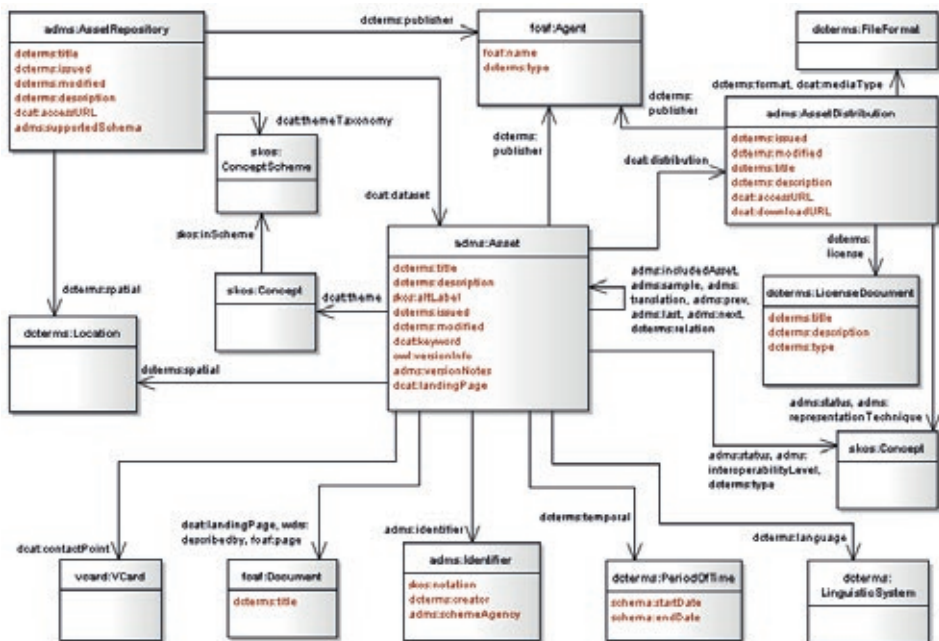 adms:AssetRepository
dcterms:title
dcterms:issued
dcterms:modified
dcterms:description
dcat:accessURL
adms:supportedSchema
dcterms:publisher
foaf:Agent
foaf:name
dcterms:type
dcterms:FileFormat
dcterms:format, dcat:mediaType
dcterms:
publisher
adms:AssetDistribution
dcterms:issued
dcterms:modified
dcterms:title
dcterms:description
dcat:accessURL
dcat:downloadURL
dcat:themeTaxonomy
skos:
ConceptScheme
dcterms:
publisher
dcat:distribution
dcat:dataset
skos:inScheme
adms:Asset
dcterms:title
dcterms:description
skos:altLabel
dcterms:issued
dcterms:modified
dcat:keyword
owl:versionInfo
adms:versionNotes
dcat:landingPage
adms:includedAsset,
adms:sample, adms:
translation, adms:prev,
adms:last, adms:next,
dcterms:relation
dcterms:
license
dcterms:LicenseDocument
dcterms:title
dcterms:description
dcterms:type
skos:Concept
dcat:theme
dcterms:spatial
dcterms:Location
dcterms:spatial
adms:status, adms:
representationTechnique
skos:Concept
adms:status, adms:
interoperabilityLevel,
dcterms:type
dcat:contactPoint
dcat:landingPage, wdrs:
describedby, foaf:page
adms:identifier
dcterms:temporal
dcterms:language
vcard:VCard
foaf:Document
dcterms:title
adms:Identifier
skos:notation
dcterms:creator
adms:schemeAgency
dcterms:PeriodOfTime
schema:startDate
schema:endDate
dcterms:
LinguisticSystem